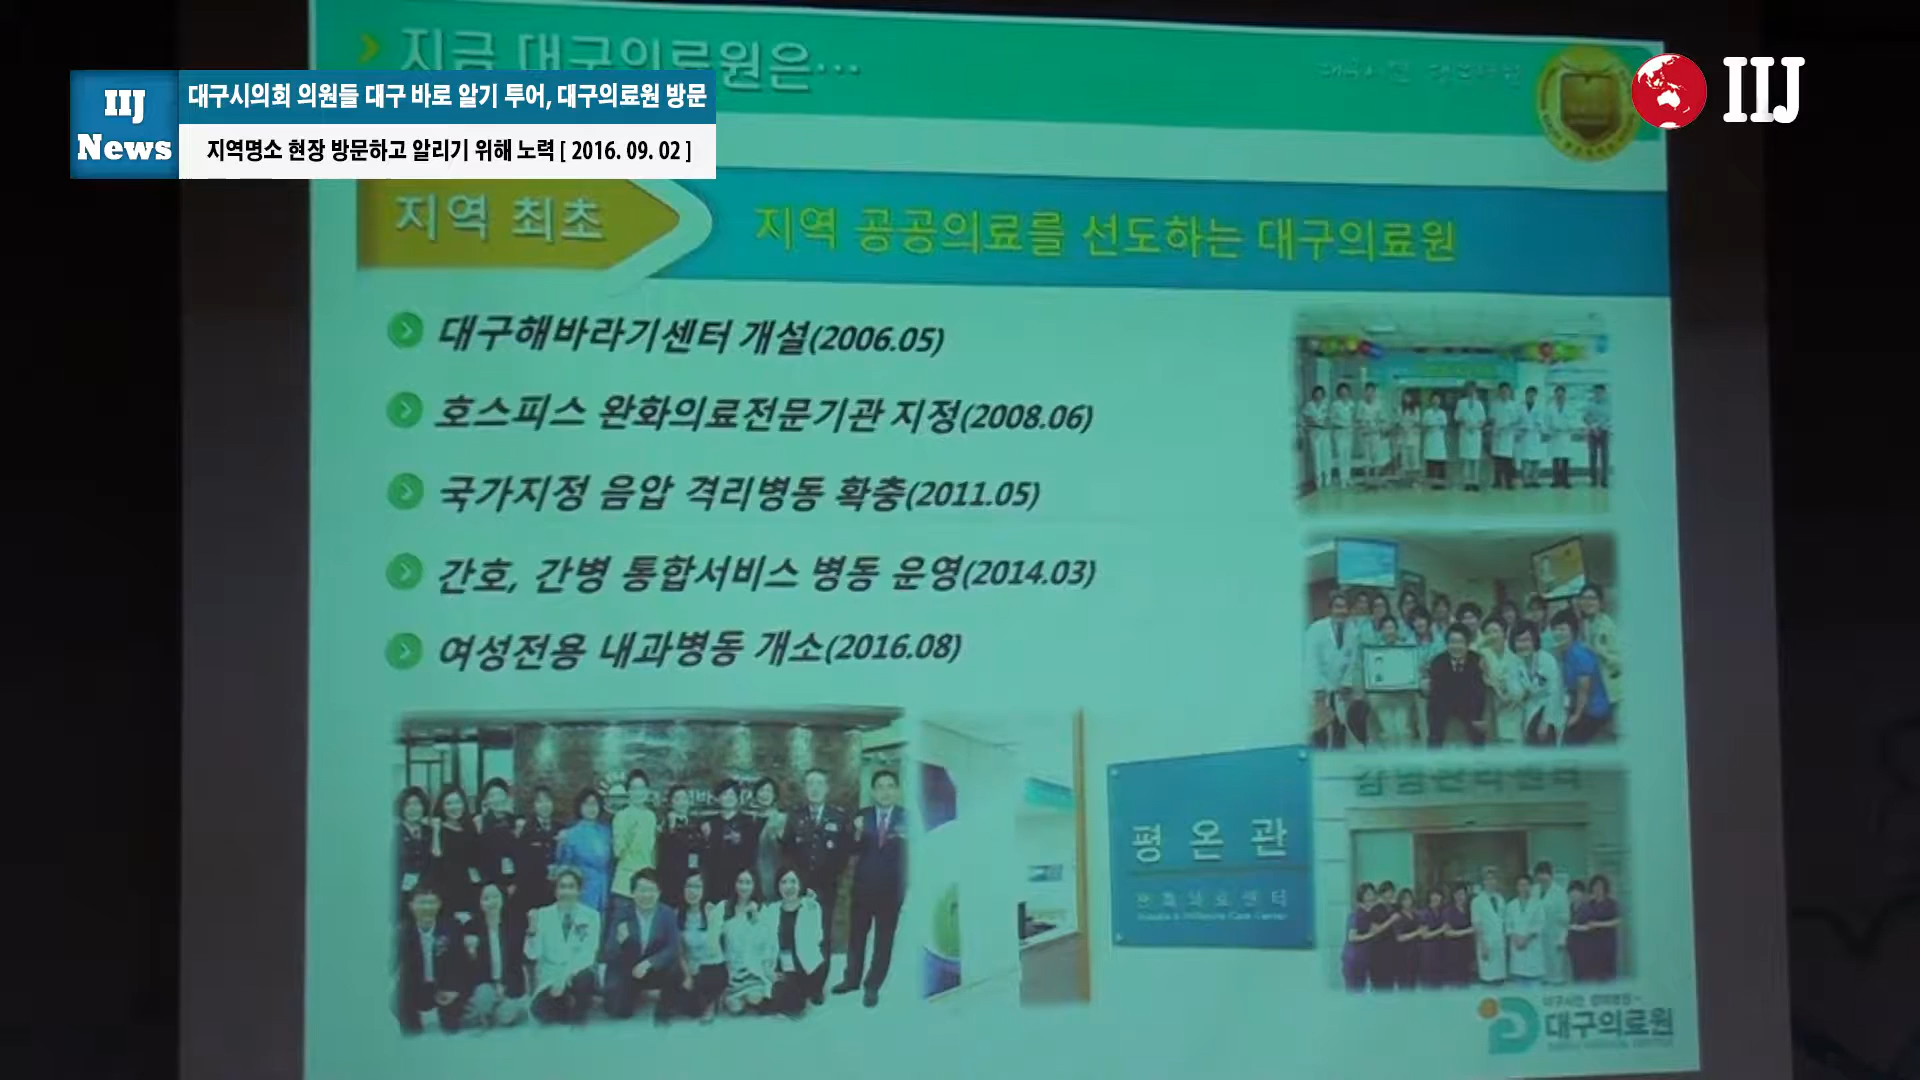 지금 대구의료원은…
IIJ
News
대구시의회 의원들 대구 바로 알기 투어, 대구의료원 방문
지역명소 현장 방문하고 알리기 위해 노력 [ 2016. 09. 02 ]
IIJ
지역 최초
지역 공공의료를 선도하는 대구의료원
대구해바라기센터 개설(2006.05)
호스피스 완화의료전문기관 지정(2008.06)
국가지정 음압 격리병동 확충(2011.05)
간호, 간병 통합서비스 병동 운영(2014.03)
여성전용 내과병동 개소(2016.08)
평온관
완화의료센터
대구의료원